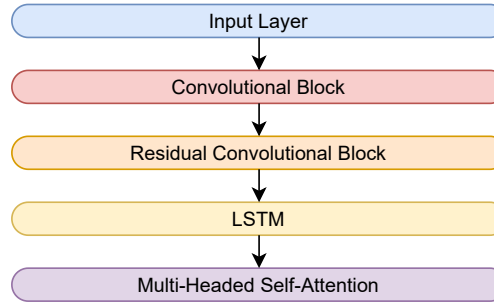 Input Layer
Convolutional Block
Residual Convolutional Block
LSTM
Multi-Headed Self-Attention